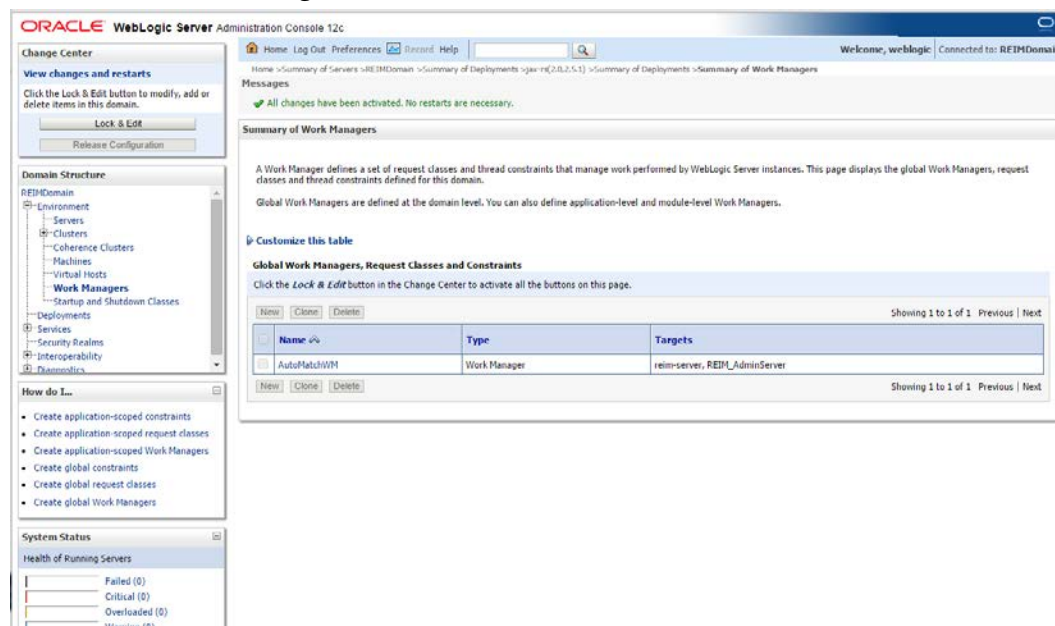 ORACLE WebLogic Server Administration Console 12c
Change Center
View changes and restarts
Click the Lock & Edit button to modify, add or
delete items in this domain.
Lock & Edit
Release Configuration
Domain Structure
REIMDomain
Environment
Servers
Clusters
Coherence Clusters
Machines
Virtual Hosts
Work Managers
Startup and Shutdown Classes
Deployments
Services
Security Realms
Interoperability
Diagnostics
How do I...
Create application-scoped constraints
Create application-scoped request classes
Create application-scoped Work Managers
Create global constraints
Create global request classes
Create global Work Managers
System Status
Health of Running Servers
Failed (0)
Critical (0)
Overloaded (0)
Warning (0)
Home Log Out Preferences Record Help
Welcome, weblogic Connected to: REIMDomai
Home >Summary of Servers >REIMDomain >Summary of Deployments >jax-rs(2.0,2.5.1) >Summary of Deployments >Summary of Work Managers
Messages
All changes have been activated. No restarts are necessary.
Summary of Work Managers
A Work Manager defines a set of request classes and thread constraints that manage work performed by WebLogic Server instances. This page displays the global Work Managers, request
classes and thread constraints defined for this domain.
Global Work Managers are defined at the domain level. You can also define application-level and module-level Work Managers.
Customize this table
Global Work Managers, Request Classes and Constraints
Click the Lock & Edit button in the Change Center to activate all the buttons on this page.
New Clone Delete Showing 1 to 1 of 1 Previous | Next
Name Type Targets
AutoMatchWM Work Manager reim-server, REIM_AdminServer
New Clone Delete Showing 1 to 1 of 1 Previous | Next